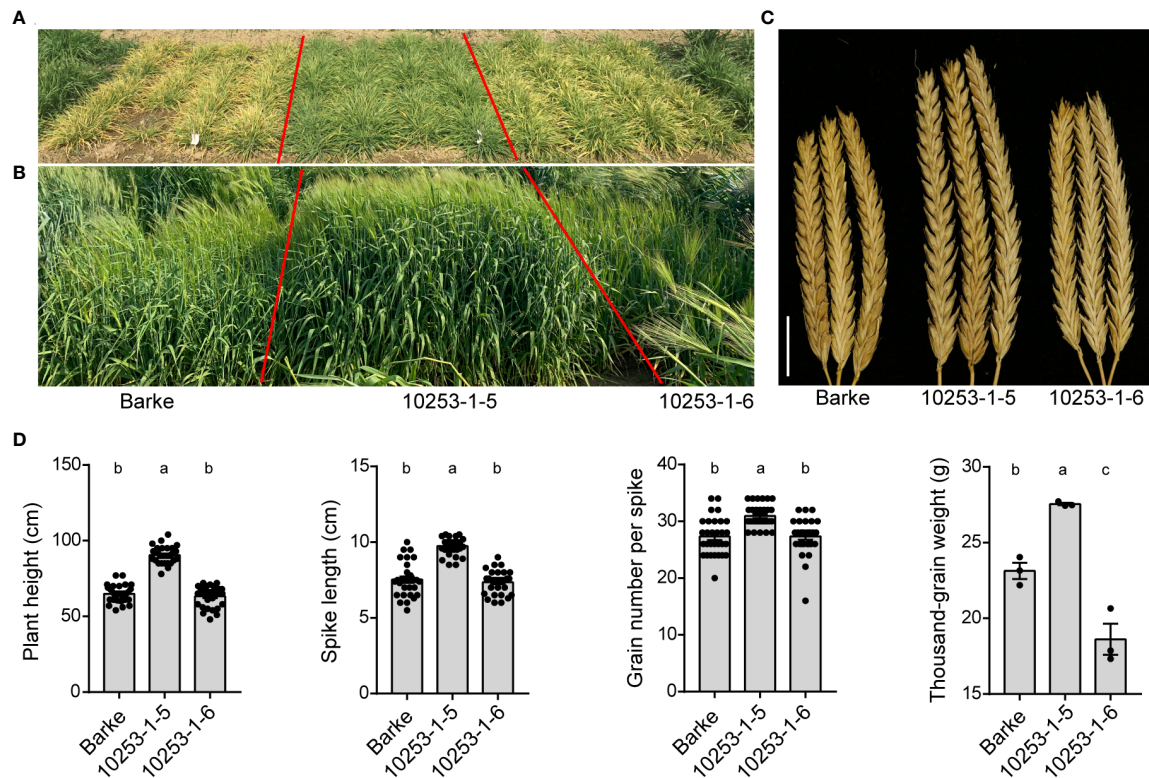 A
B
Barke 10253-1-5 10253-1-6
C
Barke 10253-1-5 10253-1-6
D
Plant height (cm)
150
100
50
0
b a b
Barke 10253-1-5 10253-1-6
Spike length (cm)
15
10
5
0
b a b
Barke 10253-1-5 10253-1-6
Grain number per spike
40
30
20
10
0
b a b
Barke 10253-1-5 10253-1-6
Thousand-grain weight (g)
30
26
22
18
15
b a c
Barke 10253-1-5 10253-1-6